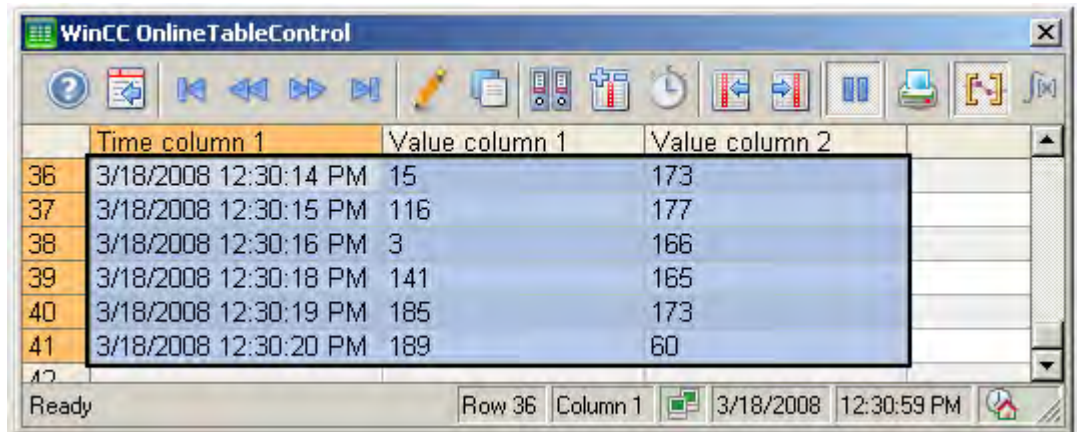 WinCC OnlineTableControl
Time column 1 Value column 1 Value column 2
36 3/18/2008 12:30:14 PM 15 173
37 3/18/2008 12:30:15 PM 116 177
38 3/18/2008 12:30:16 PM 3 166
39 3/18/2008 12:30:18 PM 141 165
40 3/18/2008 12:30:19 PM 185 173
41 3/18/2008 12:30:20 PM 189 60
Ready Row 36 Column 1 3/18/2008 12:30:59 PM